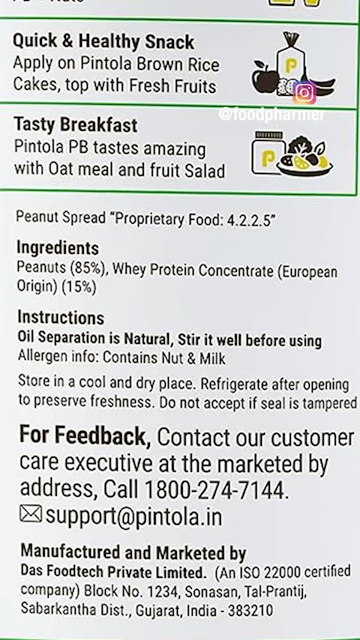 Quick & Healthy Snack
Apply on Pintola Brown Rice
Cakes, top with Fresh Fruits
P
@foodpharmer
Tasty Breakfast
Pintola PB tastes amazing
with Oat meal and fruit Salad
P
Peanut Spread “Proprietary Food: 4.2.2.5”
Ingredients
Peanuts (85%), Whey Protein Concentrate (European
Origin) (15%)
Instructions
Oil Separation is Natural, Stir it well before using
Allergen info: Contains Nut & Milk
Store in a cool and dry place. Refrigerate after opening
to preserve freshness. Do not accept if seal is tampered
For Feedback, Contact our customer
care executive at the marketed by
address, Call 1800-274-7144.
support@pintola.in
Manufactured and Marketed by
Das Foodtech Private Limited. (An ISO 22000 certified
company) Block No. 1234, Sonasan, Tal-Prantij,
Sabarkantha Dist., Gujarat, India - 383210